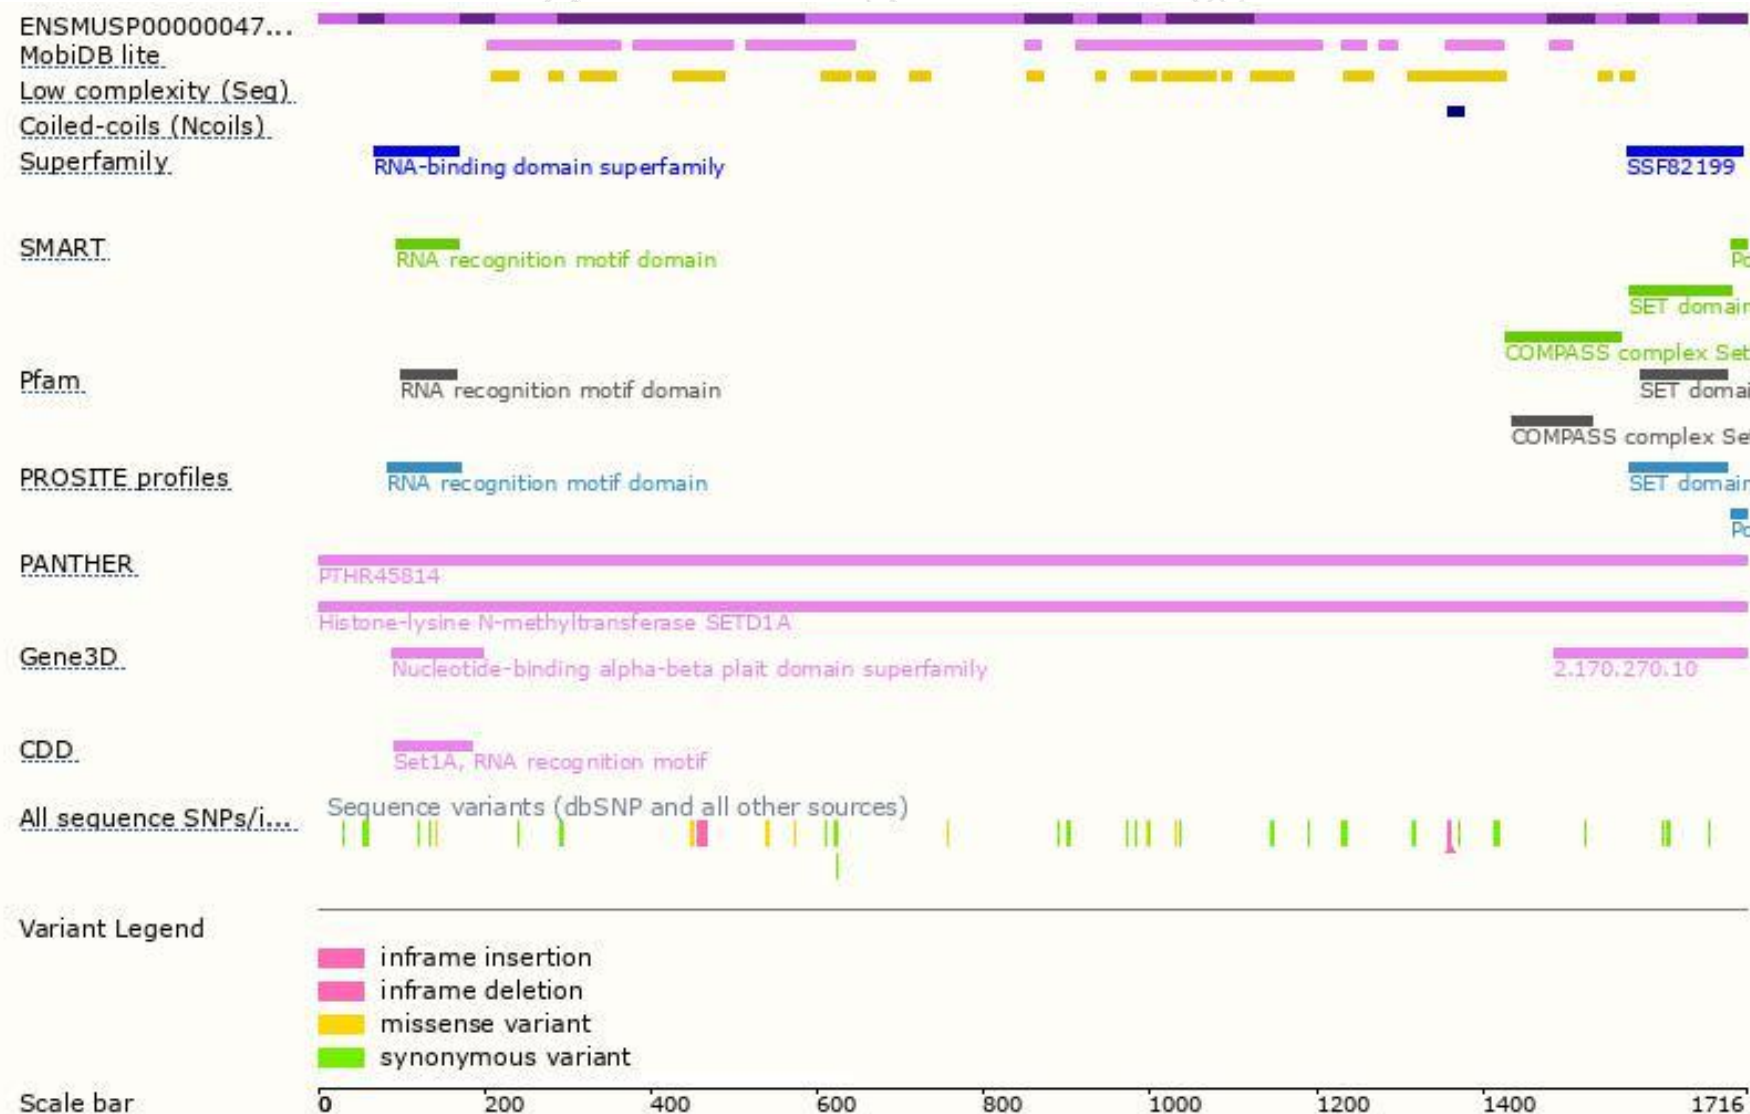 ENSMUSP00000047...
MobiDB lite
Low complexity (Seg)
Coiled-coils (Ncoils)
Superfamily
RNA-binding domain superfamily
SSF82199
SMART
RNA recognition motif domain
Po
SET domain
COMPASS complex Set
Pfam
RNA recognition motif domain
SET domai
COMPASS complex Se
PROSITE profiles
RNA recognition motif domain
SET domain
Po
PANTHER
PTHR45814
Histone-lysine N-methyltransferase SETD1A
Gene3D
Nucleotide-binding alpha-beta plait domain superfamily
2.170.270.10
CDD
Set1A, RNA recognition motif
All sequence SNPs/i...
Sequence variants (dbSNP and all other sources)
Variant Legend
inframe insertion
inframe deletion
missense variant
synonymous variant
Scale bar
0 200 400 600 800 1000 1200 1400 1716